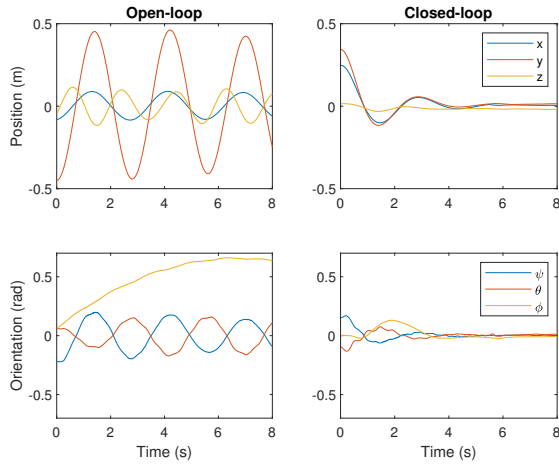 Open-loop
Closed-loop
Position (m)
0.5
0
-0.5
0 2 4 6 8
0.5
0
-0.5
0 2 4 6 8
x
y
z
Orientation (rad)
0.5
0
-0.5
0 2 4 6 8
Time (s)
0.5
0
-0.5
0 2 4 6 8
Time (s)
ψ
θ
ϕ